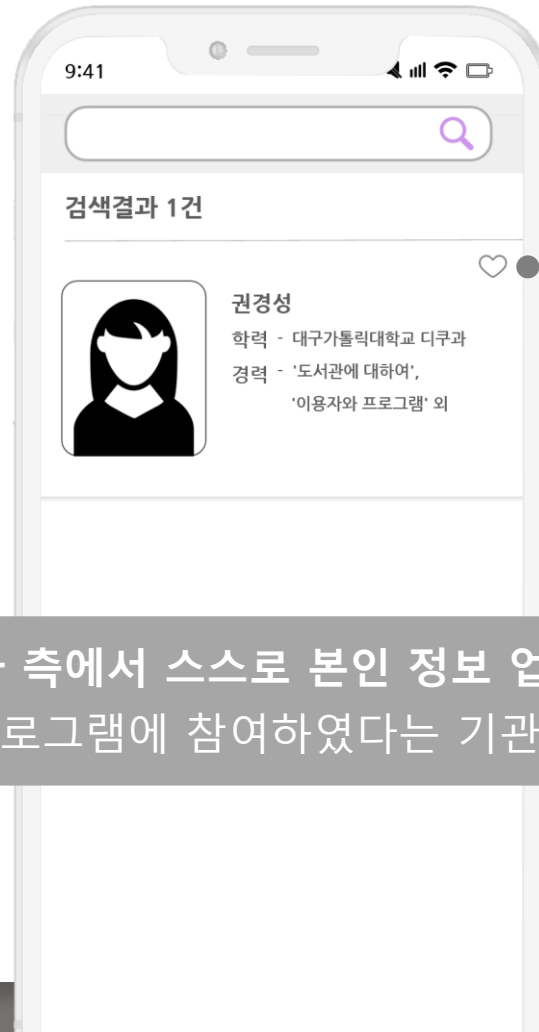 9:41
검색결과 1건
권경성
학력 - 대구가톨릭대학교 디쿠과
경력 - '도서관에 대하여',
'이용자와 프로그램' 외
측에서 스스로 본인 정보 업
로그램에 참여하였다는 기관